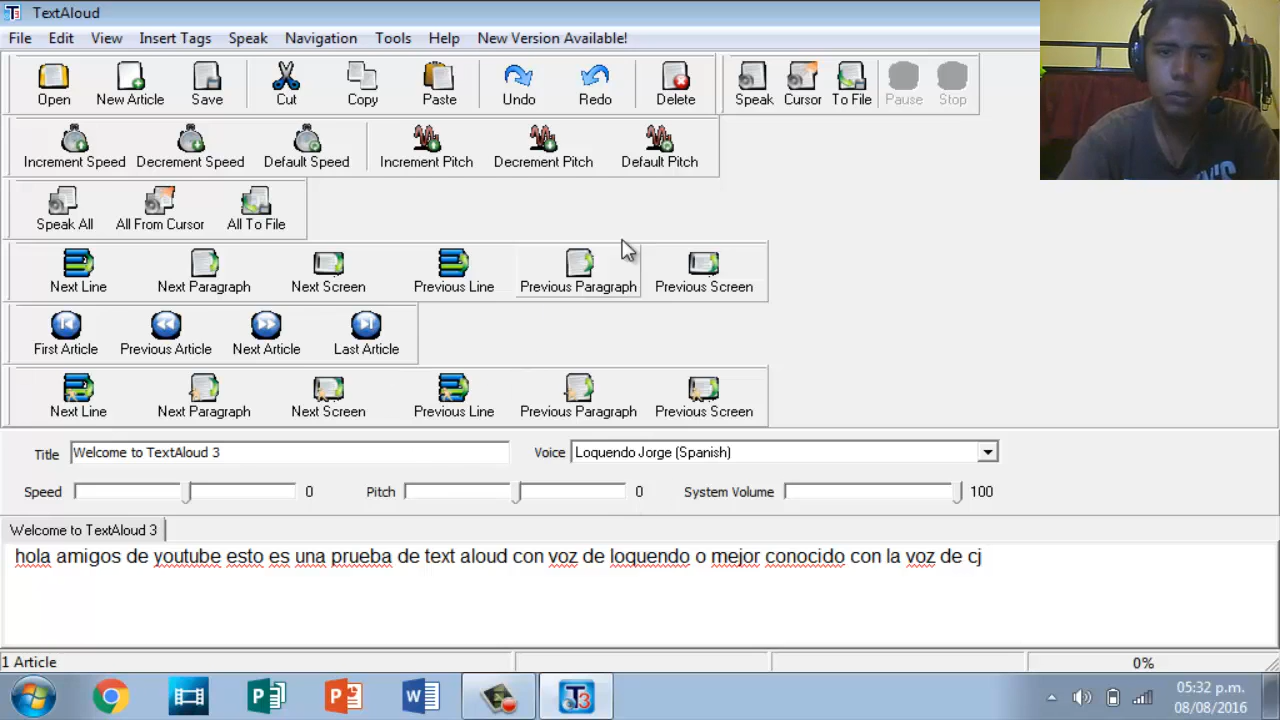 TextAloud
File Edit View Insert Tags Speak Navigation Tools Help New Version Available!
Open New Article Save Cut Copy Paste Undo Redo Delete Speak Cursor To File Pause Stop
Increment Speed Decrement Speed Default Speed Increment Pitch Decrement Pitch Default Pitch
Speak All All From Cursor All To File
Next Line Next Paragraph Next Screen Previous Line Previous Paragraph Previous Screen
First Article Previous Article Next Article Last Article
Next Line Next Paragraph Next Screen Previous Line Previous Paragraph Previous Screen
Title Welcome to TextAloud 3 Voice Loquendo Jorge (Spanish)
Speed 0 Pitch 0 System Volume 100
Welcome to TextAloud 3
hola amigos de youtube esto es una prueba de text aloud con voz de loquendo o mejor conocido con la voz de cj
1 Article 0%
05:32 p.m.
08/08/2016